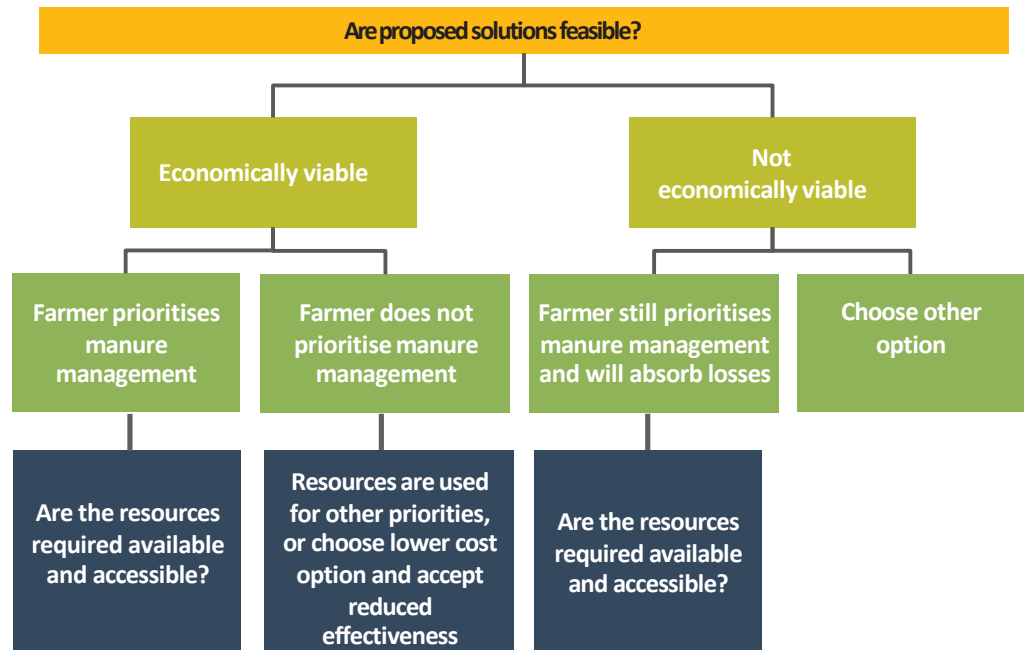 Are proposed solutions feasible?
Economically viable
Not
economically viable
Farmer prioritises
manure
management
Farmer does not
prioritise manure
management
Farmer still prioritises
manure management
and will absorb losses
Choose other
option
Are the resources
required available
and accessible?
Resources are used
for other priorities,
or choose lower cost
option and accept
reduced
effectiveness
Are the resources
required available
and accessible?